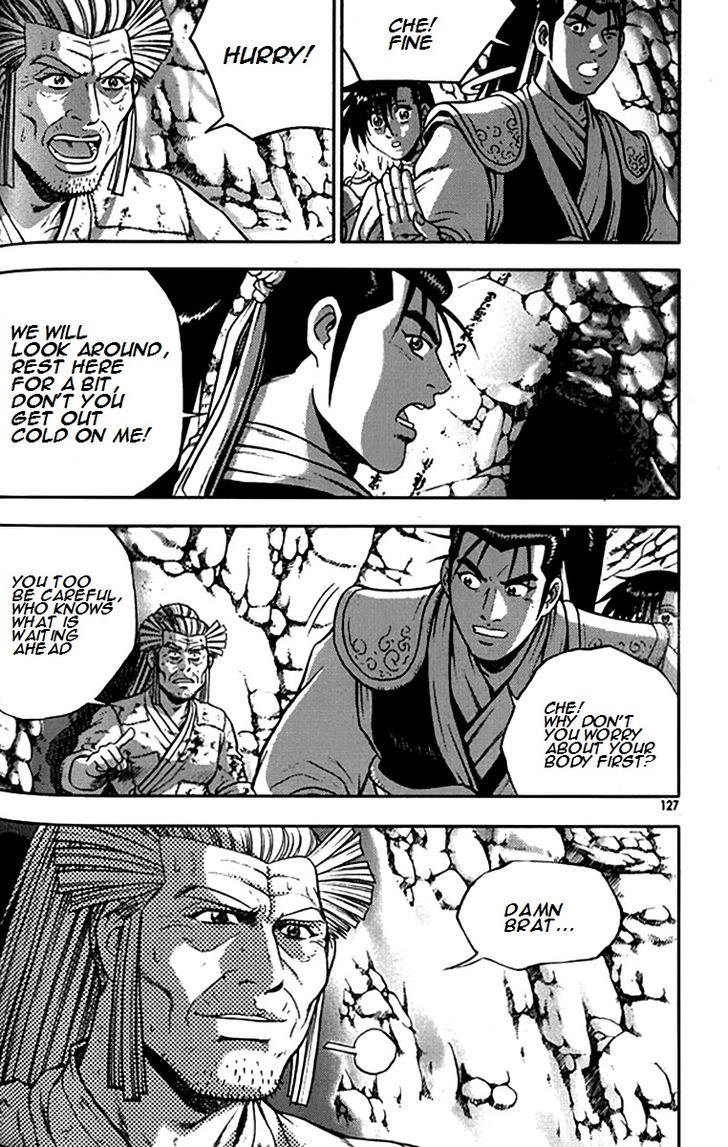 HURRY!
CHE!
FINE
WE WILL
LOOK AROUND,
REST HERE
FOR A BIT,
DON'T YOU
GET OUT
COLD ON ME!
YOU TOO
BE CAREFUL,
WHO KNOWS
WHAT IS
WAITING
AHEAD
CHE!
WHY DON'T
YOU WORRY
ABOUT YOUR
BODY FIRST?
127
DAMN
BRAT...